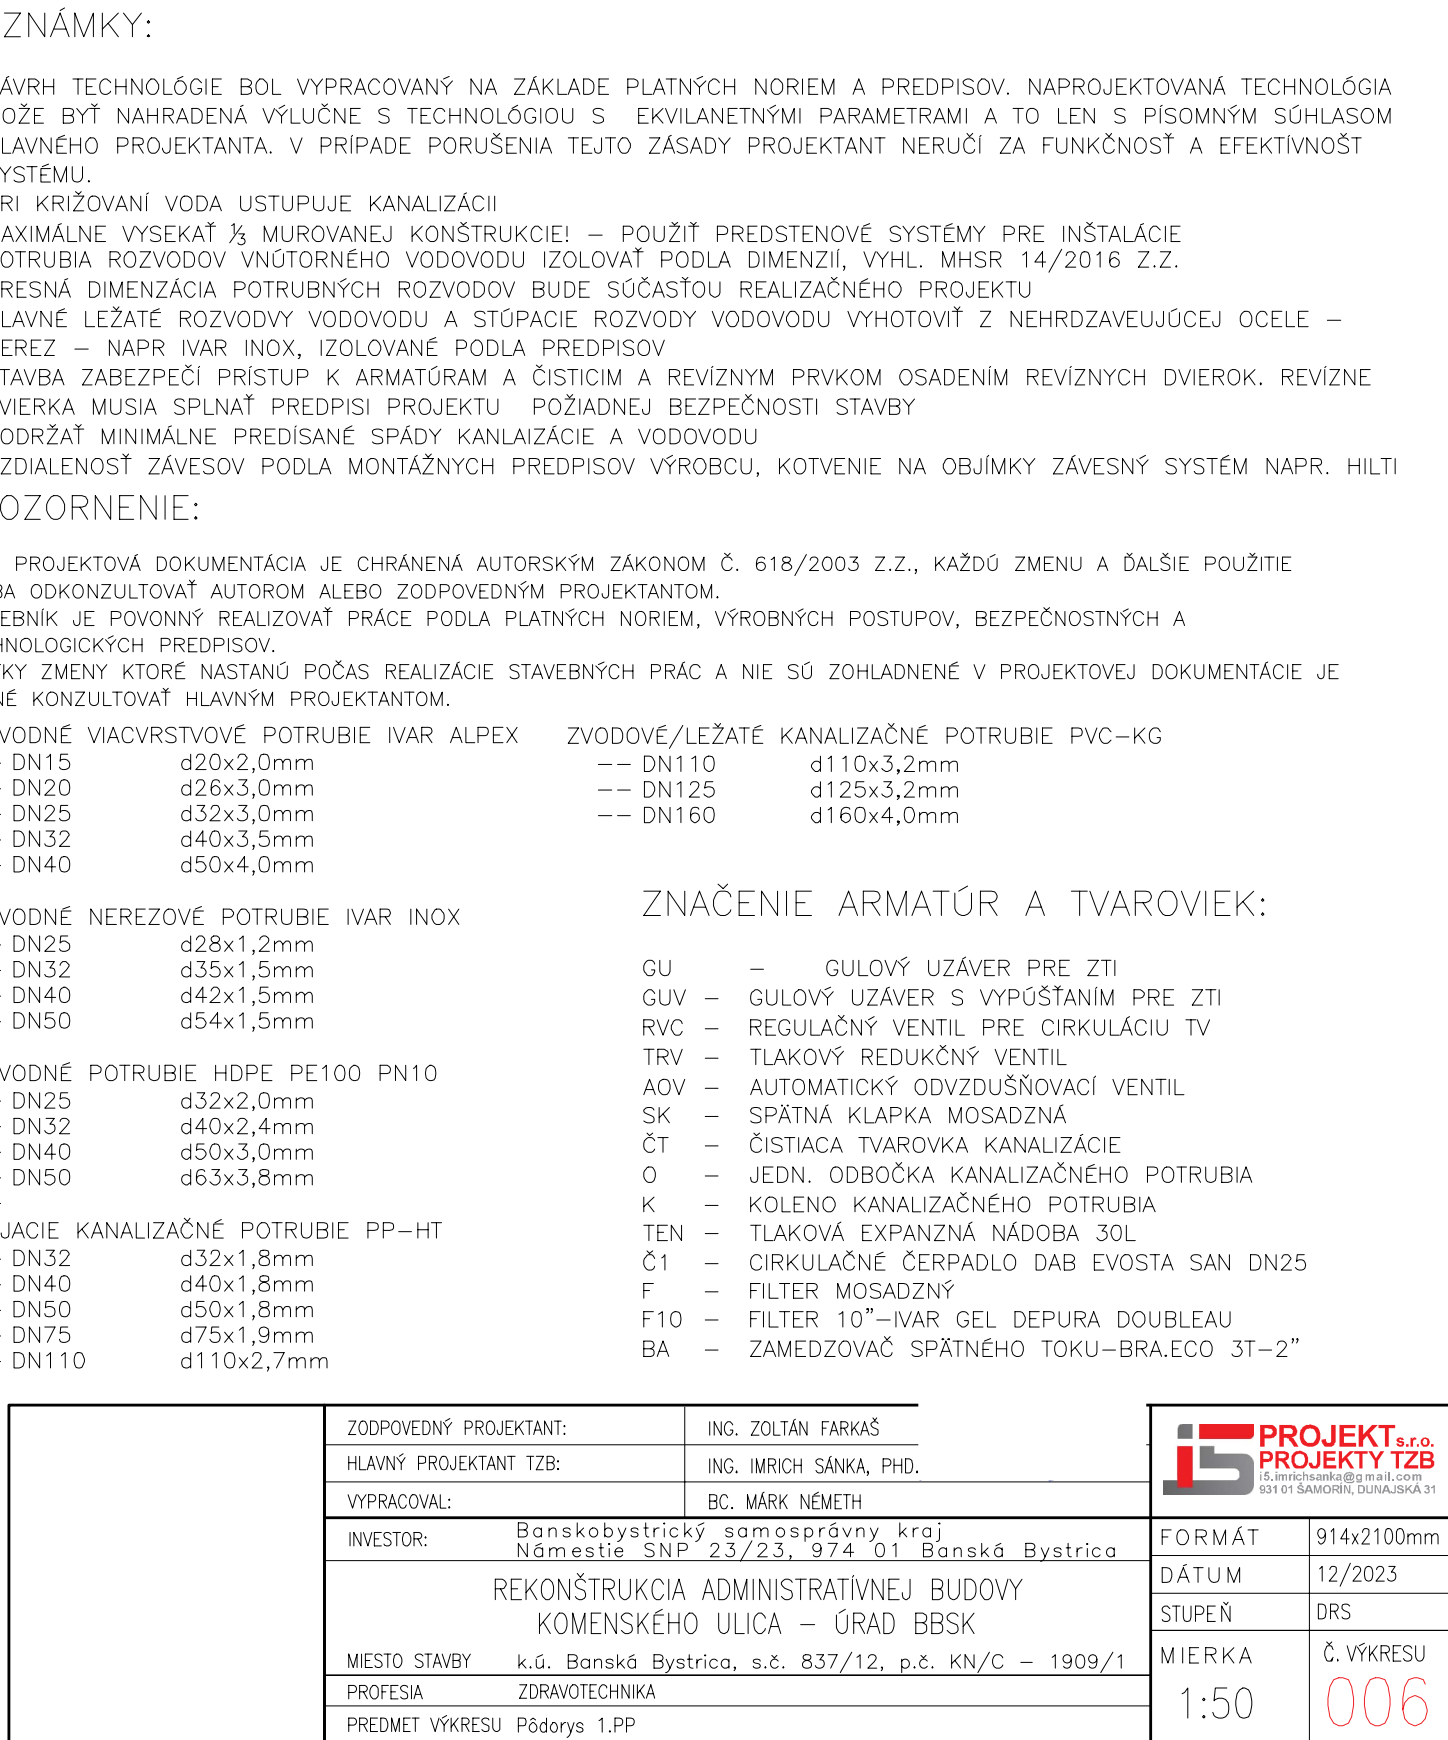 ZNÁMKY:
ÁVRH TECHNOLÓGIE BOL VYPRACOVANÝ NA ZÁKLADE PLATNÝCH NORIEM A PREDPISOV. NAPROJEKTOVANÁ TECHNOLÓGIA
OŽE BYŤ NAHRADENÁ VÝLUČNE S TECHNOLÓGIOU S EKVILANETNÝMI PARAMETRAMI A TO LEN S PÍSOMNÝM SÚHLASOM
LAVNÉHO PROJEKTANTA. V PRÍPADE PORUŠENIA TEJTO ZÁSADY PROJEKTANT NERUČÍ ZA FUNKČNOSŤ A EFEKTÍVNOŠT
YSTÉMU.
RI KRIŽOVANÍ VODA USTUPUJE KANALIZÁCII
AXIMÁLNE VYSEKAŤ ⅓ MUROVANEJ KONŠTRUKCIE! – POUŽIŤ PREDSTENOVÉ SYSTÉMY PRE INŠTALÁCIE
OTRUBIA ROZVODOV VNÚTORNÉHO VODOVODU IZOLOVAŤ PODLA DIMENZIÍ, VYHL. MHSR 14/2016 Z.Z.
RESNÁ DIMENZÁCIA POTRUBNÝCH ROZVODOV BUDE SÚČASŤOU REALIZAČNÉHO PROJEKTU
LAVNÉ LEŽATÉ ROZVODVY VODOVODU A STÚPACIE ROZVODY VODOVODU VYHOTOVIŤ Z NEHRDZAVEUJÚCEJ OCELE –
EREZ – NAPR IVAR INOX, IZOLOVANÉ PODLA PREDPISOV
TAVBA ZABEZPEČÍ PRÍSTUP K ARMATÚRAM A ČISTICIM A REVÍZNYM PRVKOM OSADENÍM REVÍZNYCH DVIEROK. REVÍZNE
VIERKA MUSIA SPLNAŤ PREDPISI PROJEKTU POŽIADNEJ BEZPEČNOSTI STAVBY
ODRŽAŤ MINIMÁLNE PREDÍSANÉ SPÁDY KANLAIZÁCIE A VODOVODU
ZDIALENOSŤ ZÁVESOV PODLA MONTÁŽNYCH PREDPISOV VÝROBCU, KOTVENIE NA OBJÍMKY ZÁVESNÝ SYSTÉM NAPR. HILTI
OZORNENIE:
PROJEKTOVÁ DOKUMENTÁCIA JE CHRÁNENÁ AUTORSKÝM ZÁKONOM Č. 618/2003 Z.Z., KAŽDÚ ZMENU A ĎALŠIE POUŽITIE
BA ODKONZULTOVAŤ AUTOROM ALEBO ZODPOVEDNÝM PROJEKTANTOM.
EBNÍK JE POVONNÝ REALIZOVAŤ PRÁCE PODLA PLATNÝCH NORIEM, VÝROBNÝCH POSTUPOV, BEZPEČNOSTNÝCH A
HNOLOGICKÝCH PREDPISOV.
KY ZMENY KTORÉ NASTANÚ POČAS REALIZÁCIE STAVEBNÝCH PRÁC A NIE SÚ ZOHLADNENÉ V PROJEKTOVEJ DOKUMENTÁCIE JE
NÉ KONZULTOVAŤ HLAVNÝM PROJEKTANTOM.
VODNÉ VIACVRSTVOVÉ POTRUBIE IVAR ALPEX
- DN15 d20x2,0mm
- DN20 d26x3,0mm
- DN25 d32x3,0mm
- DN32 d40x3,5mm
- DN40 d50x4,0mm
VODNÉ NEREZOVÉ POTRUBIE IVAR INOX
- DN25 d28x1,2mm
- DN32 d35x1,5mm
- DN40 d42x1,5mm
- DN50 d54x1,5mm
VODNÉ POTRUBIE HDPE PE100 PN10
- DN25 d32x2,0mm
- DN32 d40x2,4mm
- DN40 d50x3,0mm
- DN50 d63x3,8mm
-
JACIE KANALIZAČNÉ POTRUBIE PP–HT
- DN32 d32x1,8mm
- DN40 d40x1,8mm
- DN50 d50x1,8mm
- DN75 d75x1,9mm
- DN110 d110x2,7mm
ZVODOVÉ/LEŽATÉ KANALIZAČNÉ POTRUBIE PVC–KG
–– DN110 d110x3,2mm
–– DN125 d125x3,2mm
–– DN160 d160x4,0mm
ZNAČENIE ARMATÚR A TVAROVIEK:
GU – GULOVÝ UZÁVER PRE ZTI
GUV – GULOVÝ UZÁVER S VYPÚŠŤANÍM PRE ZTI
RVC – REGULAČNÝ VENTIL PRE CIRKULÁCIU TV
TRV – TLAKOVÝ REDUKČNÝ VENTIL
AOV – AUTOMATICKÝ ODVZDUŠŇOVACÍ VENTIL
SK – SPÄTNÁ KLAPKA MOSADZNÁ
ČT – ČISTIACA TVAROVKA KANALIZÁCIE
O – JEDN. ODBOČKA KANALIZAČNÉHO POTRUBIA
K – KOLENO KANALIZAČNÉHO POTRUBIA
TEN – TLAKOVÁ EXPANZNÁ NÁDOBA 30L
Č1 – CIRKULAČNÉ ČERPADLO DAB EVOSTA SAN DN25
F – FILTER MOSADZNÝ
F10 – FILTER 10"–IVAR GEL DEPURA DOUBLEAU
BA – ZAMEDZOVAČ SPÄTNÉHO TOKU–BRA.ECO 3T–2"
ZODPOVEDNÝ PROJEKTANT: ING. ZOLTÁN FARKAŠ
HLAVNÝ PROJEKTANT TZB: ING. IMRICH SÁNKA, PHD.
VYPRACOVAL: BC. MÁRK NÉMETH
i5 PROJEKT s.r.o.
PROJEKTY TZB
i5.imrichsanka@gmail.com
931 01 ŠAMORÍN, DUNAJSKÁ 31
INVESTOR: Banskobystrický samosprávny kraj
Námestie SNP 23/23, 974 01 Banská Bystrica
REKONŠTRUKCIA ADMINISTRATÍVNEJ BUDOVY
KOMENSKÉHO ULICA – ÚRAD BBSK
MIESTO STAVBY k.ú. Banská Bystrica, s.č. 837/12, p.č. KN/C – 1909/1
PROFESIA ZDRAVOTECHNIKA
PREDMET VÝKRESU Pôdorys 1.PP
FORMÁT 914x2100mm
DÁTUM 12/2023
STUPEŇ DRS
MIERKA Č. VÝKRESU
1:50 006